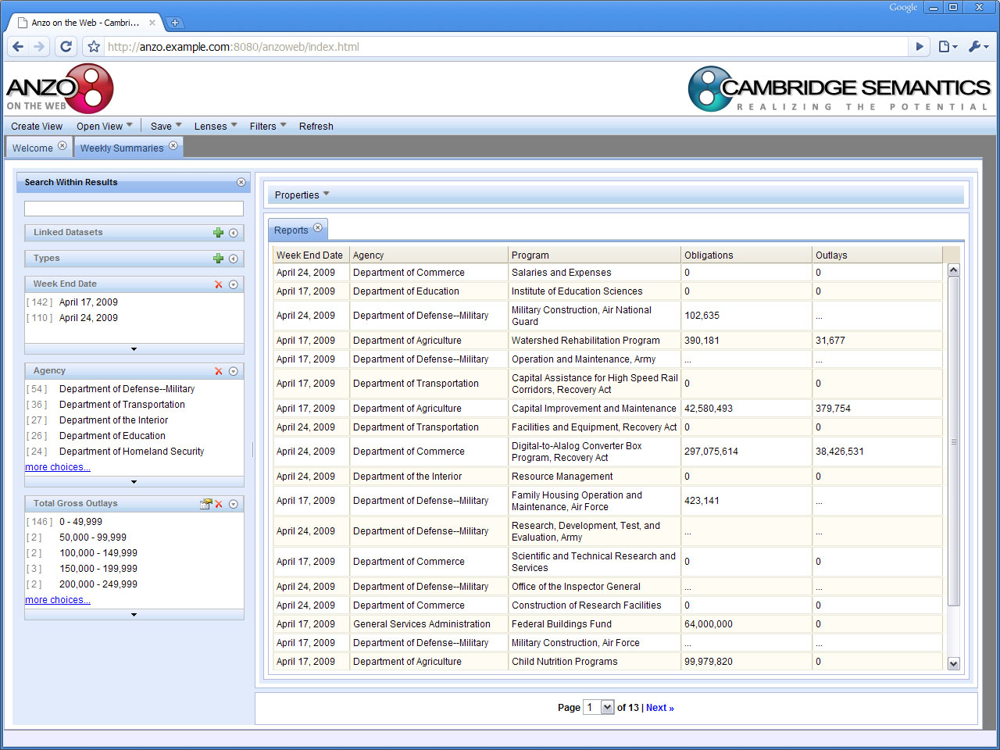 Google
Anzo on the Web - Cambri...
http://anzo.example.com:8080/anzoweb/index.html
ANZO
ON THE WEB
CAMBRIDGE SEMANTICS
REALIZING THE POTENTIAL
Create View Open View Save Lenses Filters Refresh
Welcome Weekly Summaries
Search Within Results
Linked Datasets
Types
Week End Date
[ 142 ] April 17, 2009
[ 110 ] April 24, 2009
Agency
[ 54 ] Department of Defense--Military
[ 36 ] Department of Transportation
[ 27 ] Department of the Interior
[ 26 ] Department of Education
[ 24 ] Department of Homeland Security
more choices...
Total Gross Outlays
[ 146 ] 0 - 49,999
[ 2 ] 50,000 - 99,999
[ 2 ] 100,000 - 149,999
[ 3 ] 150,000 - 199,999
[ 2 ] 200,000 - 249,999
more choices...
Properties
Reports
Week End Date Agency Program Obligations Outlays
April 24, 2009 Department of Commerce Salaries and Expenses 0 0
April 17, 2009 Department of Education Institute of Education Sciences 0 0
April 24, 2009 Department of Defense--Military Military Construction, Air National Guard 102,635 ...
April 17, 2009 Department of Agriculture Watershed Rehabilitation Program 390,181 31,677
April 17, 2009 Department of Defense--Military Operation and Maintenance, Army ... ...
April 17, 2009 Department of Transportation Capital Assistance for High Speed Rail Corridors, Recovery Act 0 0
April 17, 2009 Department of Agriculture Capital Improvement and Maintenance 42,580,493 379,754
April 24, 2009 Department of Transportation Facilities and Equipment, Recovery Act 0 0
April 24, 2009 Department of Commerce Digital-to-Alalog Converter Box Program, Recovery Act 297,075,614 38,426,531
April 24, 2009 Department of the Interior Resource Management 0 0
April 17, 2009 Department of Defense--Military Family Housing Operation and Maintenance, Air Force 423,141 ...
April 24, 2009 Department of Defense--Military Research, Development, Test, and Evaluation, Army ... ...
April 17, 2009 Department of Commerce Scientific and Technical Research and Services 0 0
April 24, 2009 Department of Defense--Military Office of the Inspector General ... ...
April 24, 2009 Department of Commerce Construction of Research Facilities 0 0
April 17, 2009 General Services Administration Federal Buildings Fund 64,000,000 0
April 17, 2009 Department of Defense--Military Military Construction, Air Force ... ...
April 17, 2009 Department of Agriculture Child Nutrition Programs 99,979,820 0
Page 1 of 13 | Next »